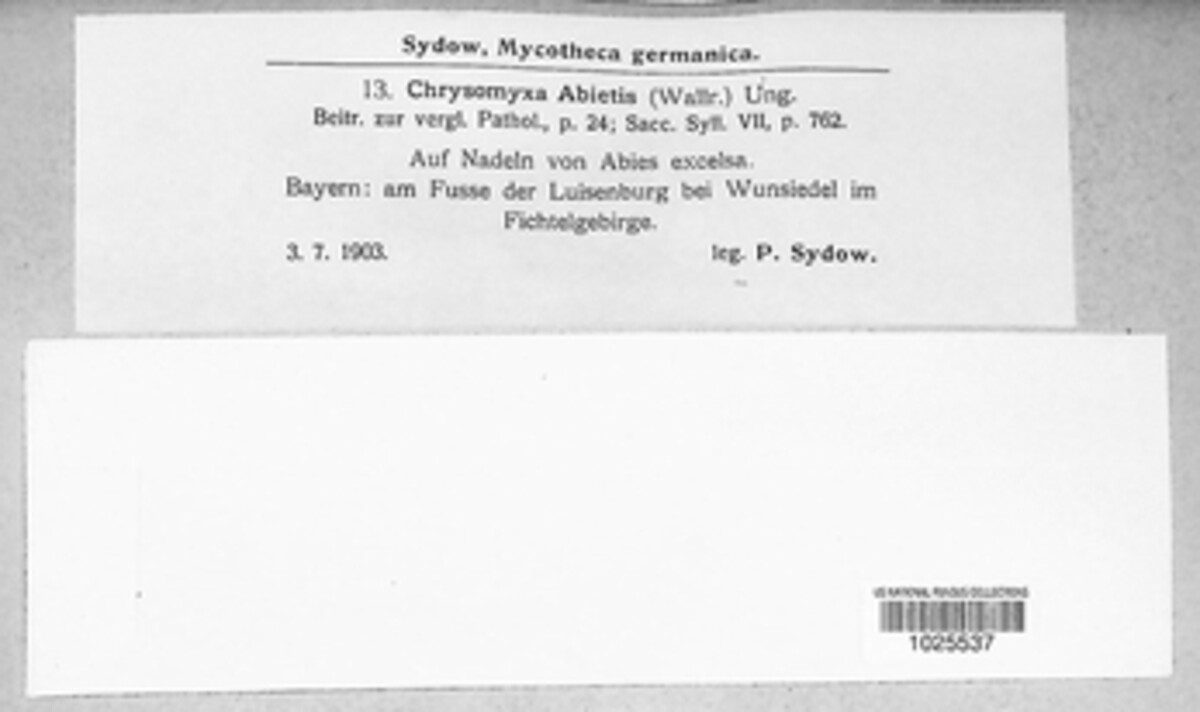 Sydow, Mycotheca germanica.
13. Chrysomyxa Abietis (Wallr.) Ung.
Beitr. zur vergl. Pathol., p. 24; Sacc. Syll. VII, p. 762.
Auf Nadeln von Abies excelsa.
Bayern: am Fusse der Luisenburg bei Wunsiedel im
Fichtelgebirge.
3. 7. 1903. leg. P. Sydow.
US NATIONAL FUNGUS COLLECTIONS
1025537